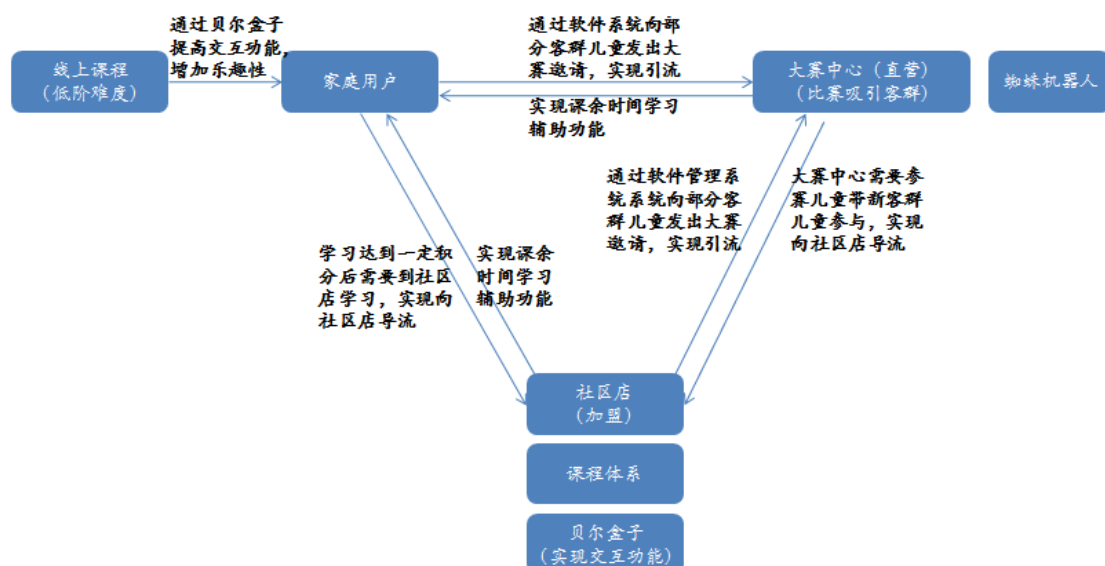 通过贝尔盒子
提高交互功能，
增加乐趣性
线上课程
（低阶难度）
家庭用户
通过软件系统向部
分客群儿童发出大
赛邀请，实现引流
实现课余时间学习
辅助功能
大赛中心（直营）
（比赛吸引客群）
蜘蛛机器人
学习达到一定积
分后需要到社区
店学习，实现向
社区店导流
实现课余
时间学习
辅助功能
通过软件管理系
统系统向部分客
群儿童发出大赛
邀请，实现引流
大赛中心需要参
赛儿童带新客群
儿童参与，实现
向社区店导流
社区店
（加盟）
课程体系
贝尔盒子
（实现交互功能）